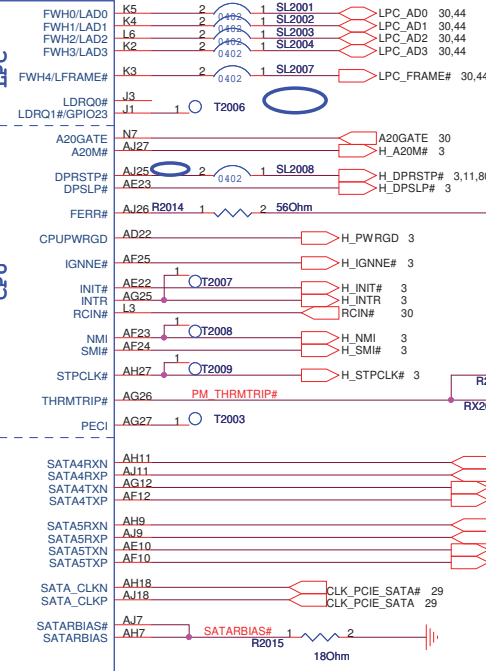 FWH0/LAD0 K5 2 0402 1 SL2001 LPC_AD0 30,44
FWH1/LAD1 K4 2 1 SL2002 LPC_AD1 30,44
FWH2/LAD2 L6 2 1 SL2003 LPC_AD2 30,44
FWH3/LAD3 K2 2 0402 1 SL2004 LPC_AD3 30,44
LPC
FWH4/LFRAME# K3 2 0402 1 SL2007 LPC_FRAME# 30,44
LDRQ0# J3
LDRQ1#/GPIO23 J1 1 T2006
A20GATE N7 A20GATE 30
A20M# AJ27 H_A20M# 3
DPRSTP# AJ25 2 0402 1 SL2008 H_DPRSTP# 3,11,80
DPSLP# AE23 H_DPSLP# 3
FERR# AJ26 R2014 1 2 56Ohm
CPUPWRGD AD22 H_PWRGD 3
IGNNE# AF25 H_IGNNE# 3
CPU
1 T2007
INIT# AE22 H_INIT# 3
INTR AG25 H_INTR 3
RCIN# L3 RCIN# 30
1 T2008
NMI AF23 H_NMI 3
SMI# AF24 H_SMI# 3
1 T2009
STPCLK# AH27 H_STPCLK# 3
THRMTRIP# AG26 PM_THRMTRIP#
PECI AG27 1 T2003
SATA4RXN AH11
SATA4RXP AJ11
SATA4TXN AG12
SATA4TXP AF12
SATA5RXN AH9
SATA5RXP AJ9
SATA5TXN AE10
SATA5TXP AF10
SATA_CLKN AH18 CLK_PCIE_SATA# 29
SATA_CLKP AJ18 CLK_PCIE_SATA 29
SATARBIAS# AJ7
SATARBIAS AH7 SATARBIAS# R2015 1 2
18Ohm